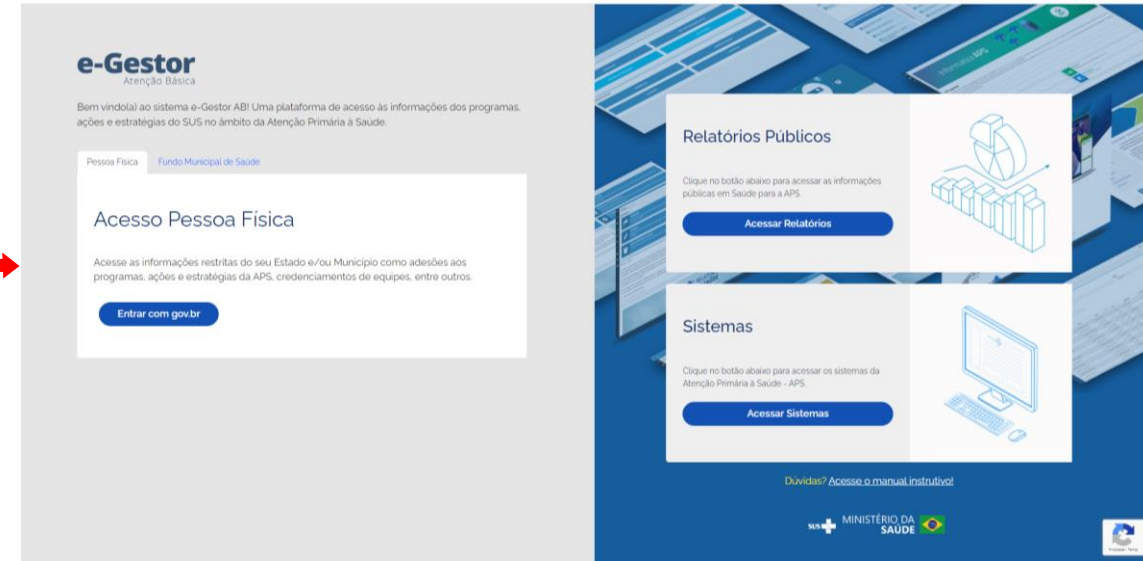 e-Gestor
Atenção Básica
Bem vindo(a) ao sistema e-Gestor AB! Uma plataforma de acesso às informações dos programas,
ações e estratégias do SUS no âmbito da Atenção Primária à Saúde.
Pessoa Física
Fundo Municipal de Saúde
Acesso Pessoa Física
Acesse as informações restritas do seu Estado e/ou Município como adesões aos
programas, ações e estratégias da APS, credenciamentos de equipes, entre outros.
Entrar com gov.br
Relatórios Públicos
Clique no botão abaixo para acessar as informações
públicas em Saúde para a APS.
Acessar Relatórios
Sistemas
Clique no botão abaixo para acessar os sistemas da
Atenção Primária à Saúde - APS.
Acessar Sistemas
Dúvidas? Acesse o manual instrutivo!
SUS
MINISTÉRIO DA
SAÚDE